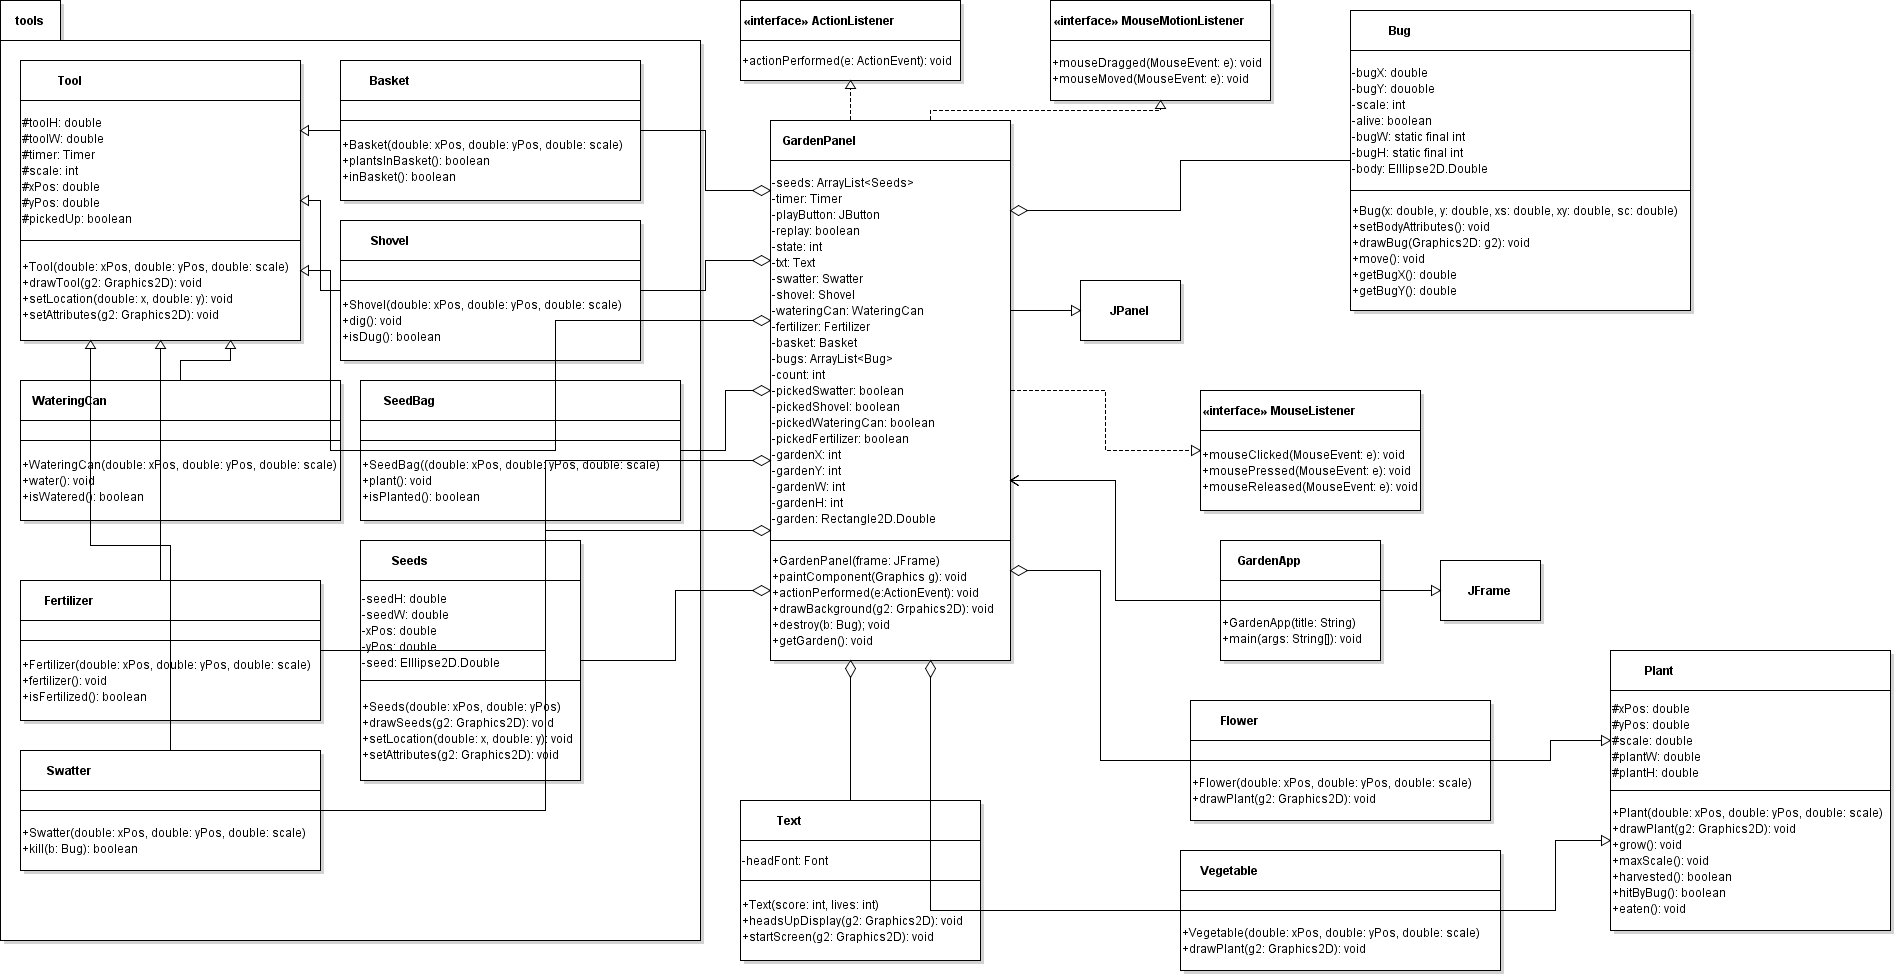 tools
Tool
#toolH: double
#toolW: double
#timer: Timer
#scale: int
#xPos: double
#yPos: double
#pickedUp: boolean
+Tool(double: xPos, double: yPos, double: scale)
+drawTool(g2: Graphics2D): void
+setLocation(double: x, double: y): void
+setAttributes(g2: Graphics2D): void
Basket
+Basket(double: xPos, double: yPos, double: scale)
+plantsInBasket(): boolean
+inBasket(): boolean
Shovel
+Shovel(double: xPos, double: yPos, double: scale)
+dig(): void
+isDug(): boolean
WateringCan
+WateringCan(double: xPos, double: yPos, double: scale)
+water(): void
+isWatered(): boolean
SeedBag
+SeedBag((double: xPos, double: yPos, double: scale)
+plant(): void
+isPlanted(): boolean
Fertilizer
+Fertilizer(double: xPos, double: yPos, double: scale)
+fertilizer(): void
+isFertilized(): boolean
Seeds
-seedH: double
-seedW: double
-xPos: double
-yPos: double
-seed: Elllipse2D.Double
+Seeds(double: xPos, double: yPos)
+drawSeeds(g2: Graphics2D): void
+setLocation(double: x, double: y): void
+setAttributes(g2: Graphics2D): void
Swatter
+Swatter(double: xPos, double: yPos, double: scale)
+kill(b: Bug): boolean
«interface» ActionListener
+actionPerformed(e: ActionEvent): void
«interface» MouseMotionListener
+mouseDragged(MouseEvent: e): void
+mouseMoved(MouseEvent: e): void
GardenPanel
-seeds: ArrayList<Seeds>
-timer: Timer
-playButton: JButton
-replay: boolean
-state: int
-txt: Text
-swatter: Swatter
-shovel: Shovel
-wateringCan: WateringCan
-fertilizer: Fertilizer
-basket: Basket
-bugs: ArrayList<Bug>
-count: int
-pickedSwatter: boolean
-pickedShovel: boolean
-pickedWateringCan: boolean
-pickedFertilizer: boolean
-gardenX: int
-gardenY: int
-gardenW: int
-gardenH: int
-garden: Rectangle2D.Double
+GardenPanel(frame: JFrame)
+paintComponent(Graphics g): void
+actionPerformed(e:ActionEvent): void
+drawBackground(g2: Grpahics2D): void
+destroy(b: Bug); void
+getGarden(): void
Bug
-bugX: double
-bugY: douoble
-scale: int
-alive: boolean
-bugW: static final int
-bugH: static final int
-body: Elllipse2D.Double
+Bug(x: double, y: double, xs: double, xy: double, sc: double)
+setBodyAttributes(): void
+drawBug(Graphics2D: g2): void
+move(): void
+getBugX(): double
+getBugY(): double
JPanel
«interface» MouseListener
+mouseClicked(MouseEvent: e): void
+mousePressed(MouseEvent: e): void
+mouseReleased(MouseEvent: e): void
GardenApp
+GardenApp(title: String)
+main(args: String[]): void
JFrame
Plant
#xPos: double
#yPos: double
#scale: double
#plantW: double
#plantH: double
+Plant(double: xPos, double: yPos, double: scale)
+drawPlant(g2: Graphics2D): void
+grow(): void
+maxScale(): void
+harvested(): boolean
+hitByBug(): boolean
+eaten(): void
Flower
+Flower(double: xPos, double: yPos, double: scale)
+drawPlant(g2: Graphics2D): void
Text
-headFont: Font
+Text(score: int, lives: int)
+headsUpDisplay(g2: Graphics2D): void
+startScreen(g2: Graphics2D): void
Vegetable
+Vegetable(double: xPos, double: yPos, double: scale)
+drawPlant(g2: Graphics2D): void